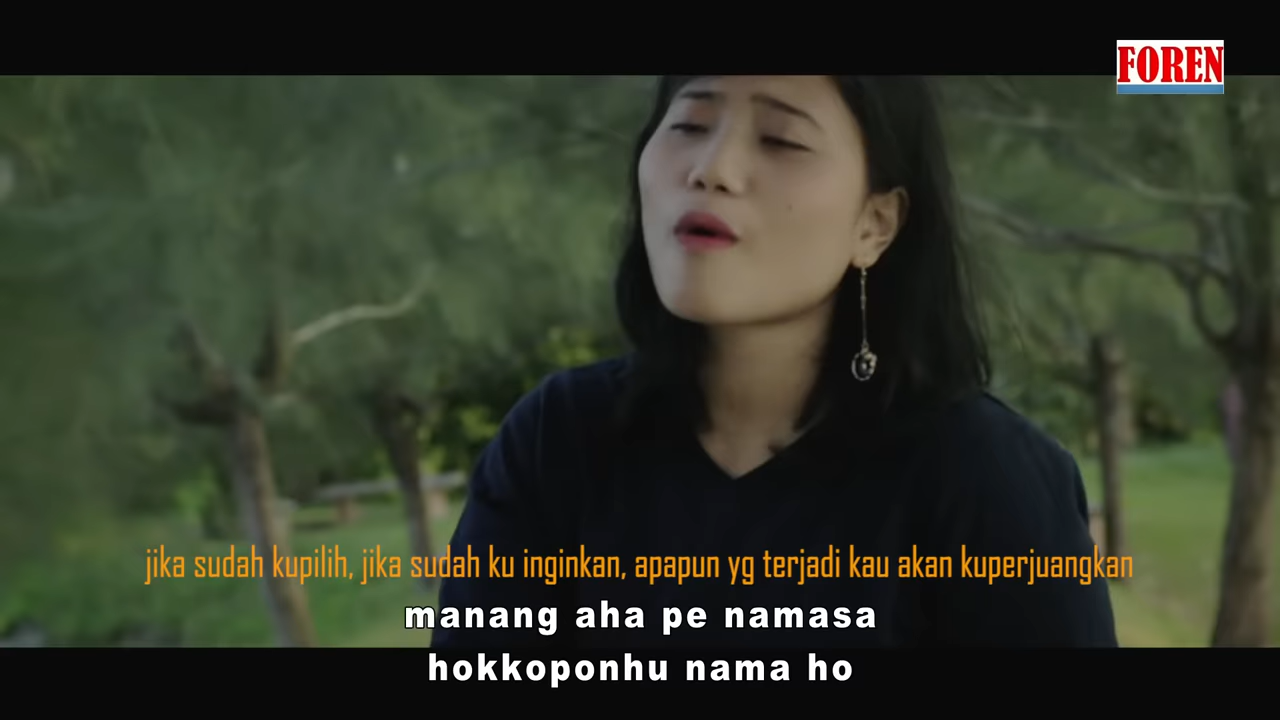 FOREN
jika sudah kupilih, jika sudah ku inginkan, apapun yg terjadi kau akan kuperjuangkan
manang aha pe namasa
hokkoponhu nama ho